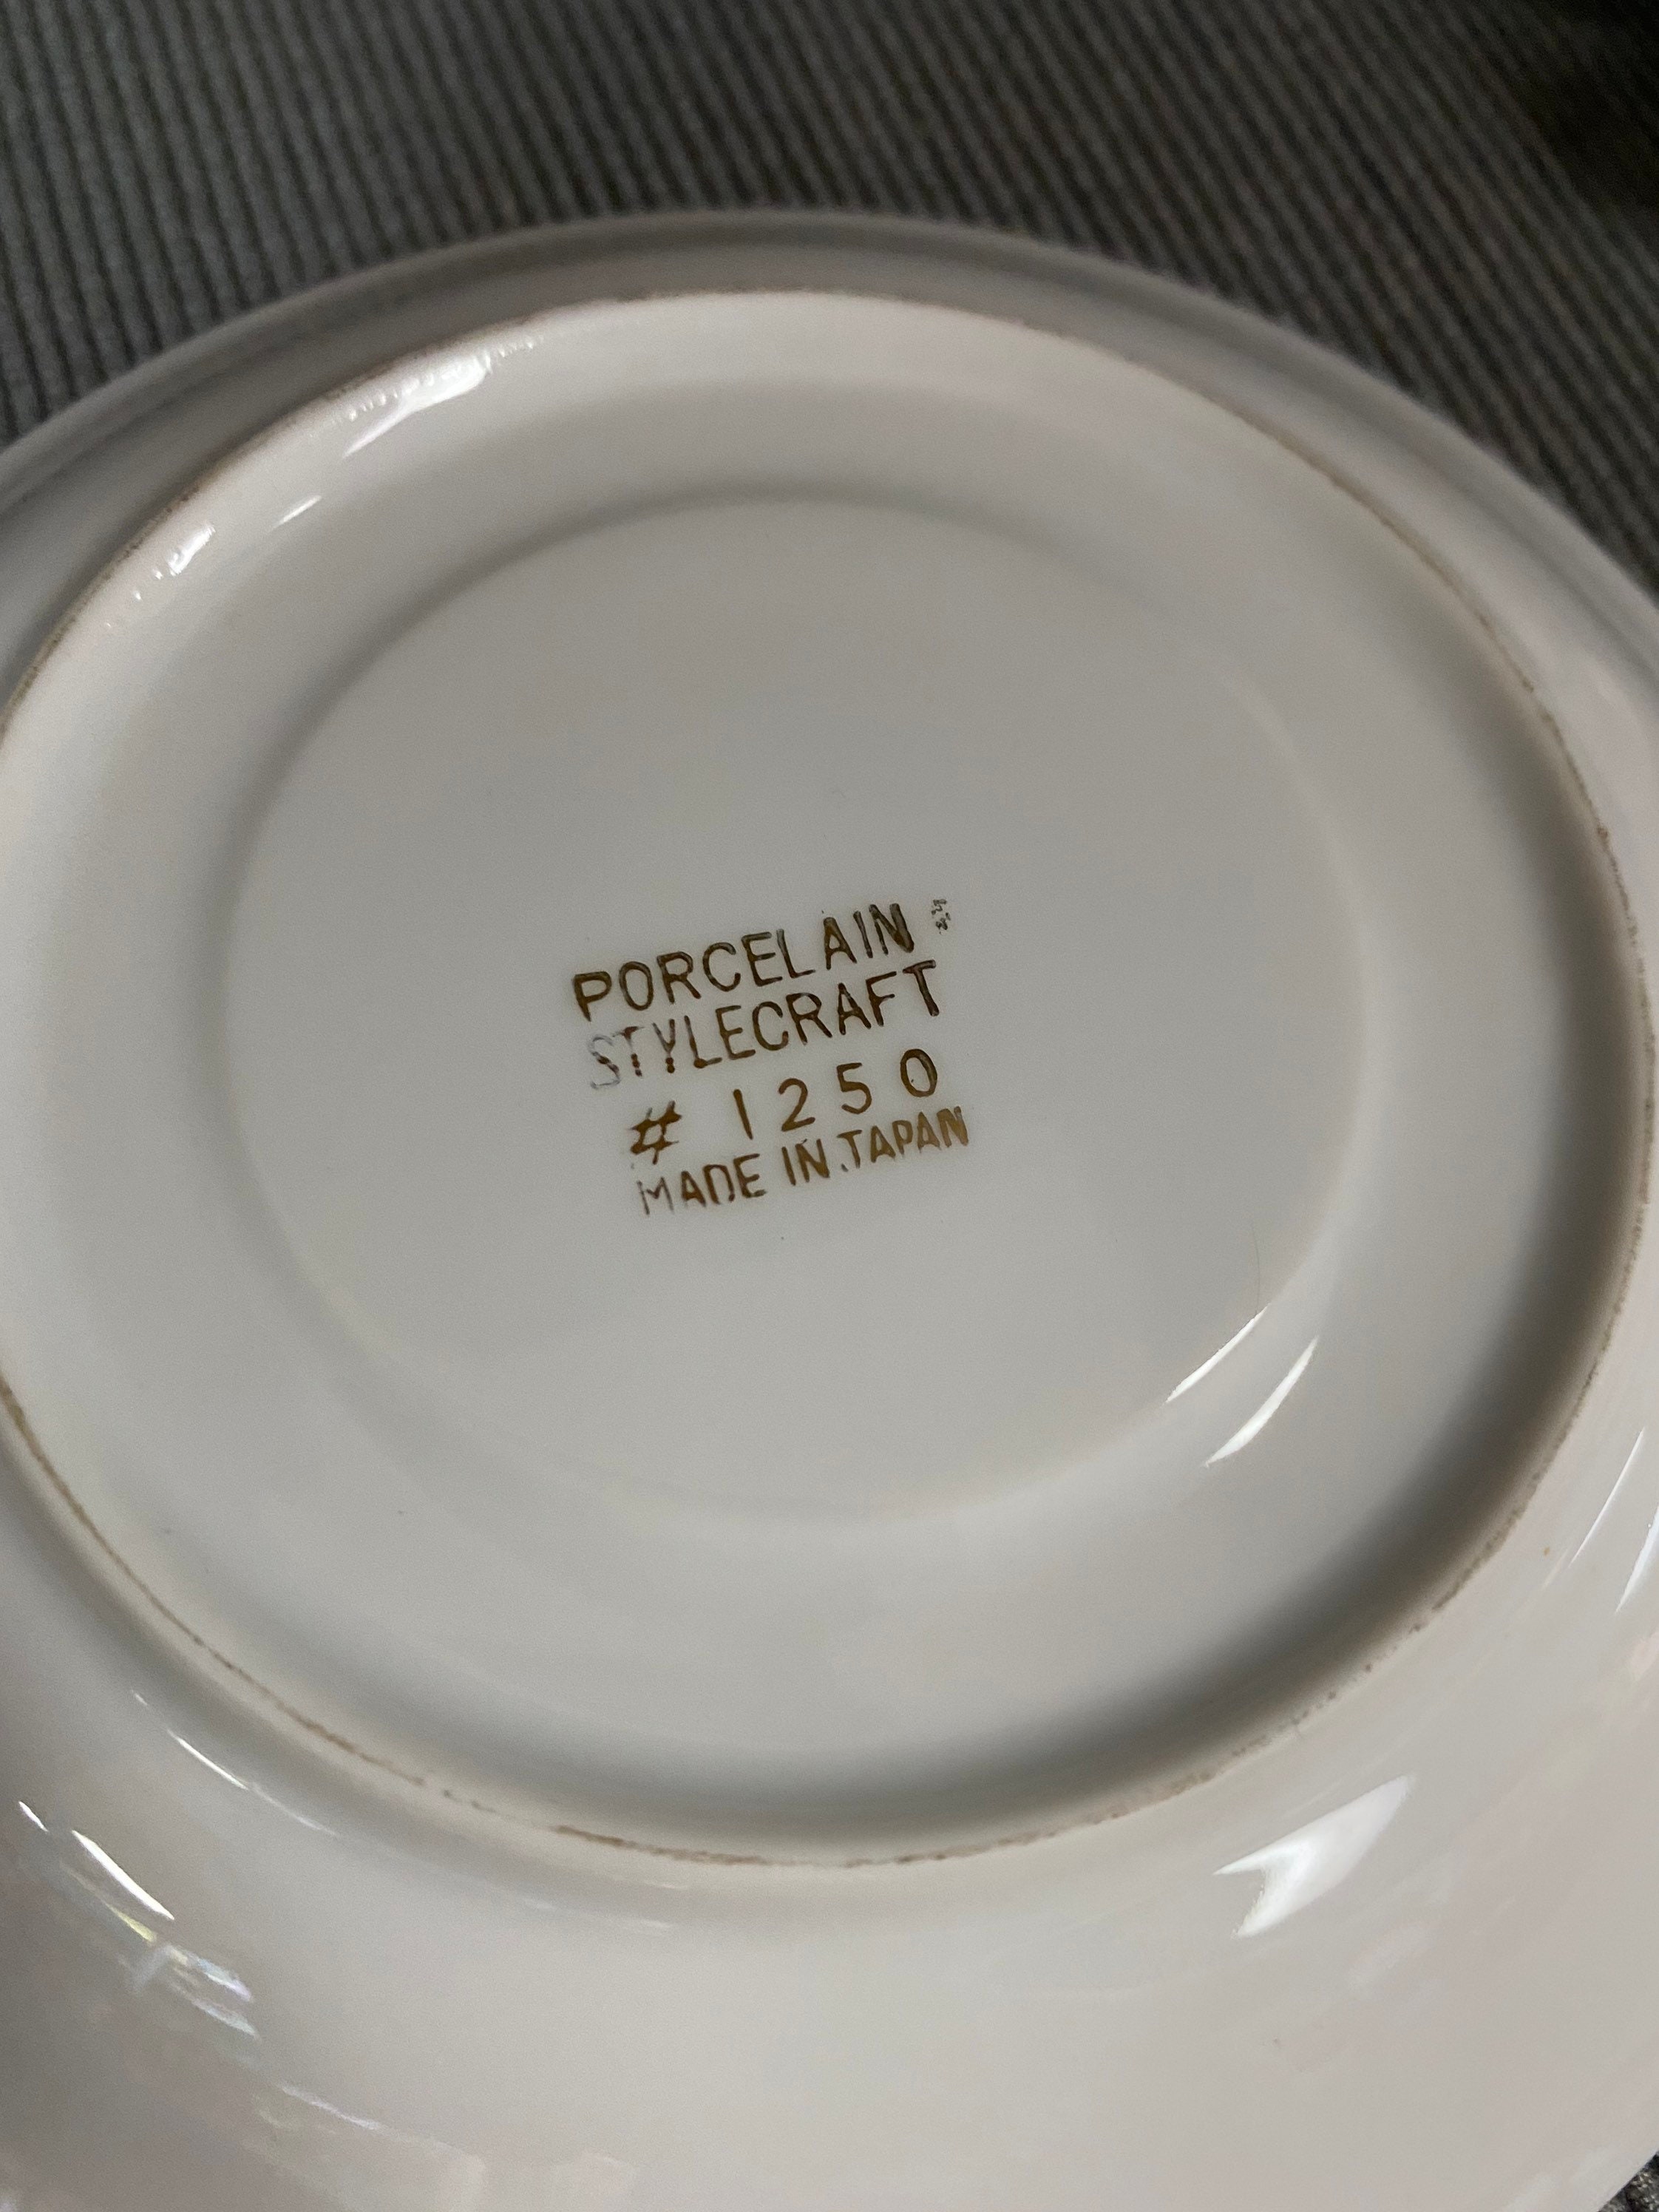 PORCELAIN
STYLECRAFT
# 1250
MADE IN JAPAN